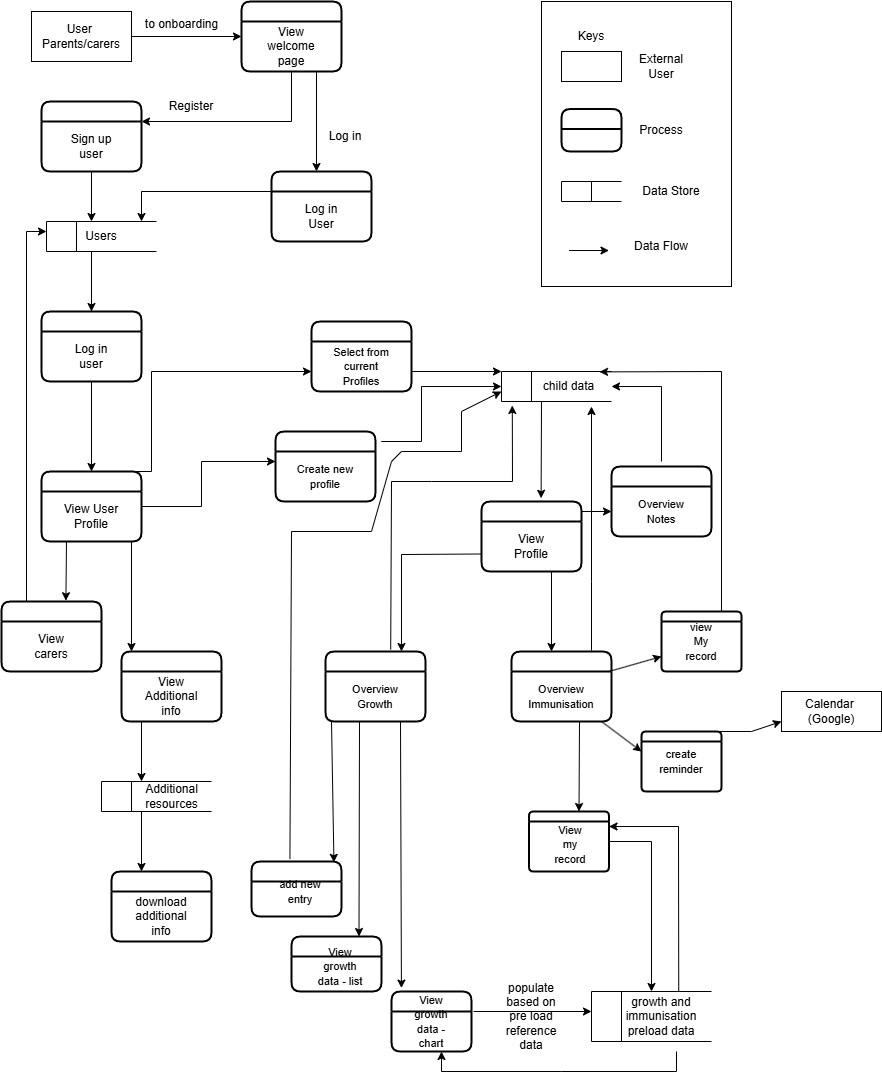 User
Parents/carers
to onboarding
View
welcome
page
Keys
External
User
Process
Data Store
Data Flow
Register
Log in
Sign up
user
Log in
User
Users
Log in
user
Select from
current
Profiles
child data
Create new
profile
View User
Profile
Overview
Notes
View
Profile
View
carers
view
My
record
View
Additional
info
Overview
Growth
Overview
Immunisation
Calendar
(Google)
create
reminder
Additional
resources
View
my
record
add new
entry
download
additional
info
View
growth
data - list
View
growth
data -
chart
populate
based on
pre load
reference
data
growth and
immunisation
preload data